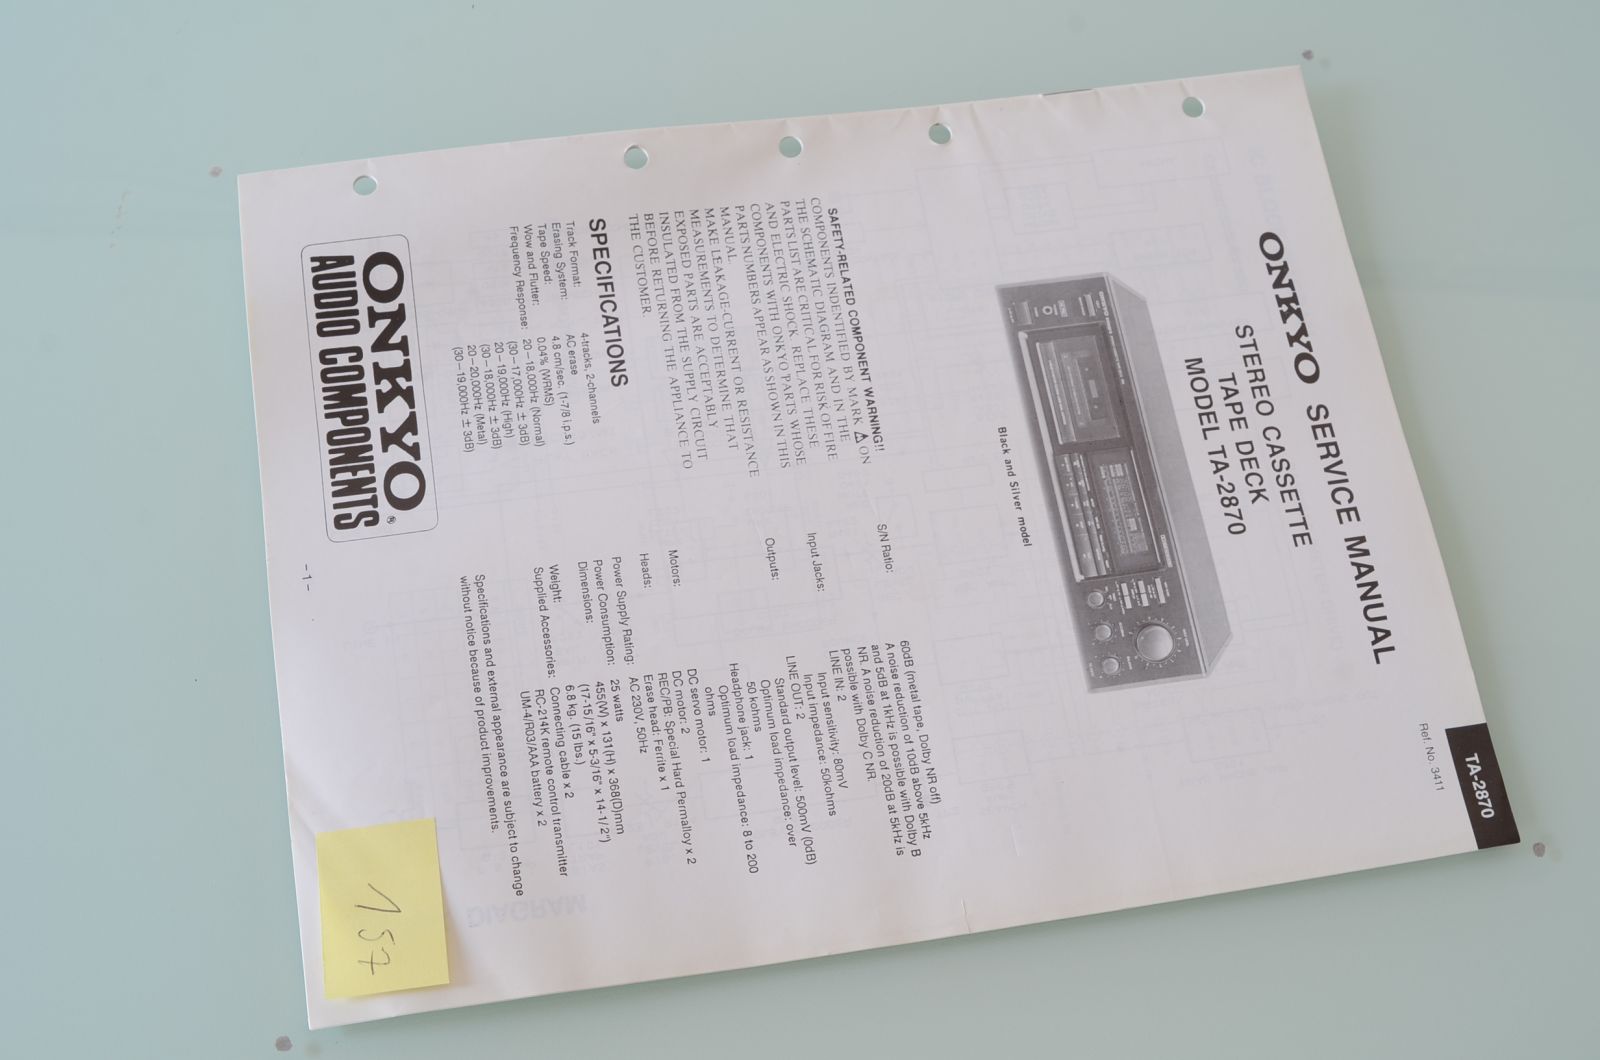 TA-2870
Ref. No. 3411
ONKYO SERVICE MANUAL
STEREO CASSETTE
TAPE DECK
MODEL TA-2870
Black and Silver model
SAFETY-RELATED COMPONENT WARNING!!
COMPONENTS INDENTIFIED BY MARK ⚠ ON
THE SCHEMATIC DIAGRAM AND IN THE
PARTS LIST ARE CRITICAL FOR RISK OF FIRE
AND ELECTRIC SHOCK. REPLACE THESE
COMPONENTS WITH ONKYO PARTS WHOSE
PARTS NUMBERS APPEAR AS SHOWN IN THIS
MANUAL.
MAKE LEAKAGE-CURRENT OR RESISTANCE
MEASUREMENTS TO DETERMINE THAT
EXPOSED PARTS ARE ACCEPTABLY
INSULATED FROM THE SUPPLY CIRCUIT
BEFORE RETURNING THE APPLIANCE TO
THE CUSTOMER.
SPECIFICATIONS
Track Format: 4-tracks, 2-channels
Erasing System: AC erase
Tape Speed: 4.8 cm/sec. (1-7/8 i.p.s.)
Wow and Flutter: 0.04% (WRMS)
Frequency Response: 20–18,000Hz (Normal)
(30–17,000Hz ± 3dB)
20–19,000Hz (High)
(30–18,000Hz ± 3dB)
20–20,000Hz (Metal)
(30–19,000Hz ± 3dB)
S/N Ratio: 60dB (metal tape, Dolby NR off)
A noise reduction of 10dB above 5kHz
and 5dB at 1kHz is possible with Dolby B
NR. A noise reduction of 20dB at 5kHz is
possible with Dolby C NR.
Input Jacks: LINE IN: 2
Input sensitivity: 80mV
Input impedance: 50kohms
Outputs: LINE OUT: 2
Standard output level: 500mV (0dB)
Optimum load impedance: over
50 kohms
Headphone jack: 1
Optimum load impedance: 8 to 200
ohms
Motors: DC servo motor: 1
DC motor: 2
Heads: REC/PB: Special Hard Permalloy x 2
Erase head: Ferrite x 1
Power Supply Rating: AC 230V, 50Hz
Power Consumption: 25 watts
Dimensions: 455(W) x 131(H) x 368(D)mm
(17-15/16" x 5-3/16" x 14-1/2")
Weight: 6.8 kg. (15 lbs.)
Supplied Accessories: Connecting cable x 2
RC-214K remote control transmitter
UM-4/R03/AAA battery x 2
Specifications and external appearance are subject to change
without notice because of product improvements.
ONKYO®
AUDIO COMPONENTS
–1–
157